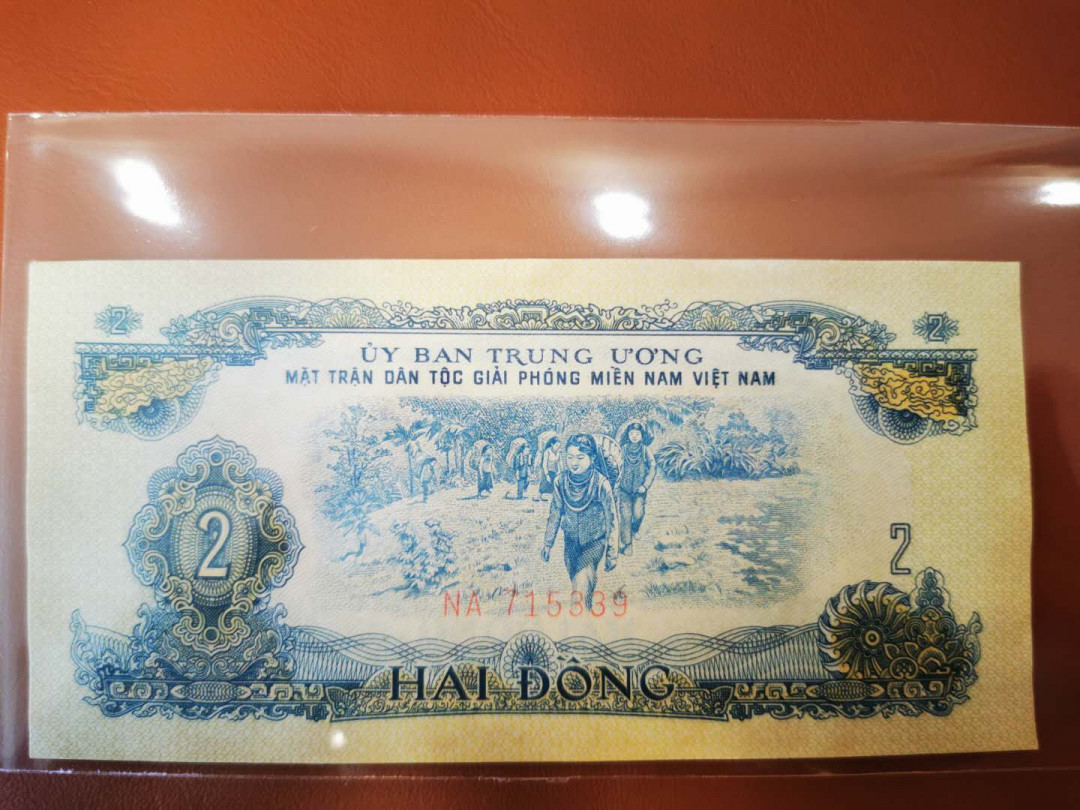 2 2
ỦY BAN TRUNG ƯƠNG
MẶT TRẬN DÂN TỘC GIẢI PHÓNG MIỀN NAM VIỆT NAM
2
2
NA 715339
HAI ĐỒNG